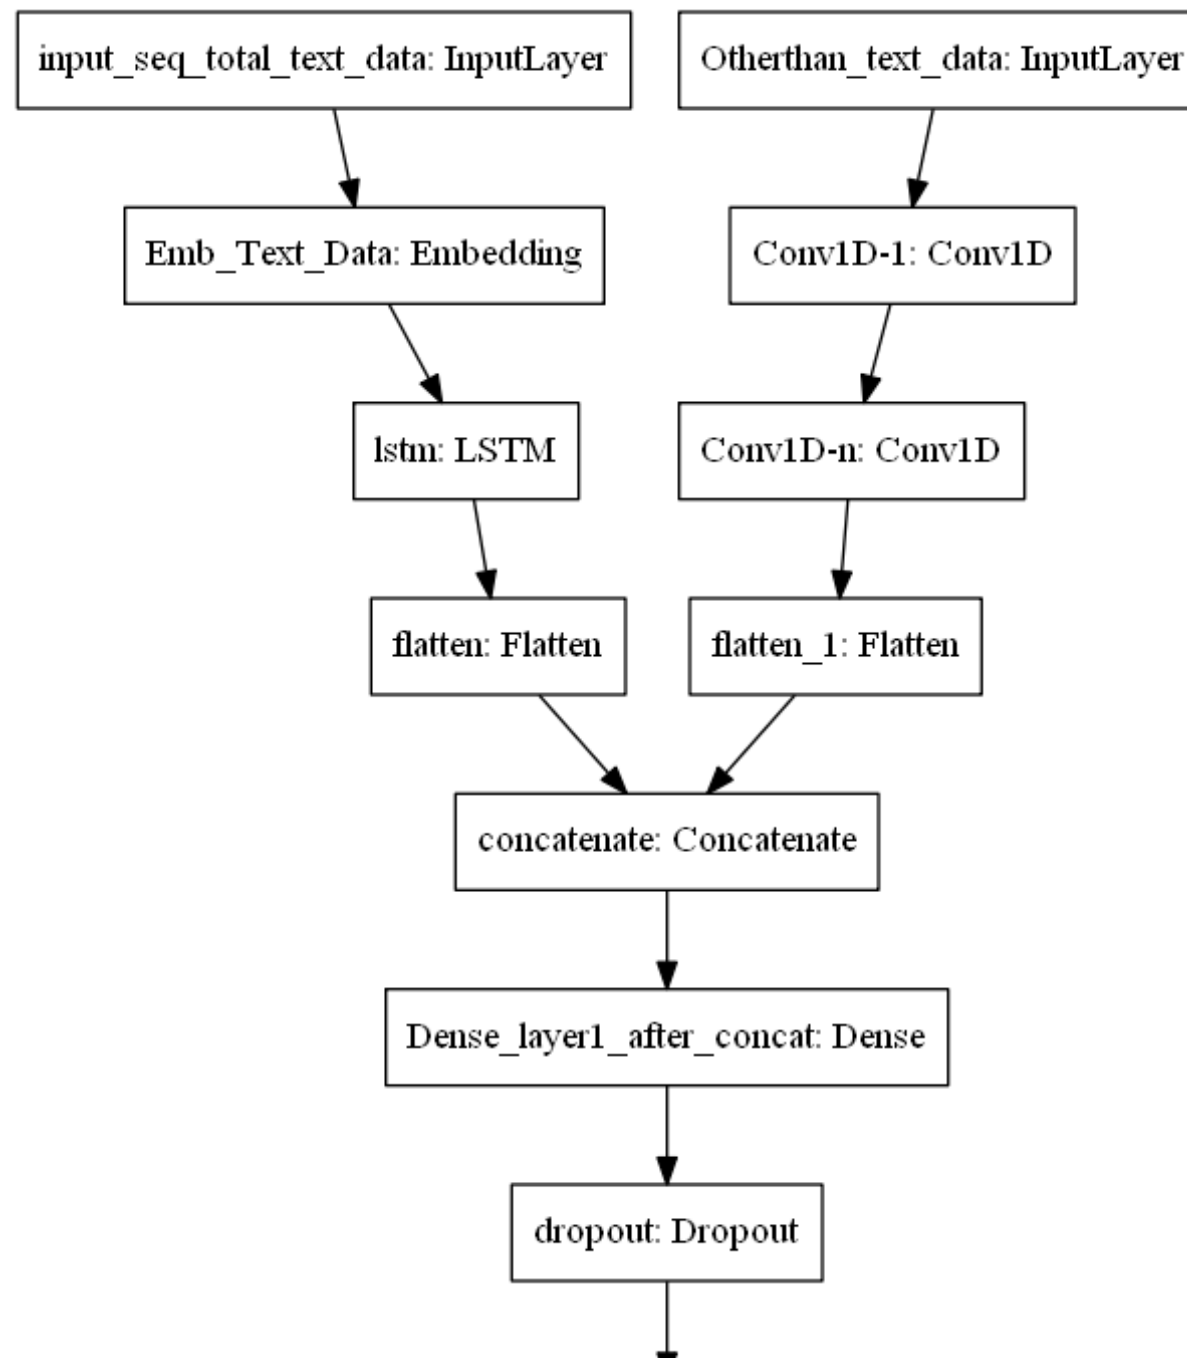 input_seq_total_text_data: InputLayer
Otherthan_text_data: InputLayer
Emb_Text_Data: Embedding
Conv1D-1: Conv1D
lstm: LSTM
Conv1D-n: Conv1D
flatten: Flatten
flatten_1: Flatten
concatenate: Concatenate
Dense_layer1_after_concat: Dense
dropout: Dropout